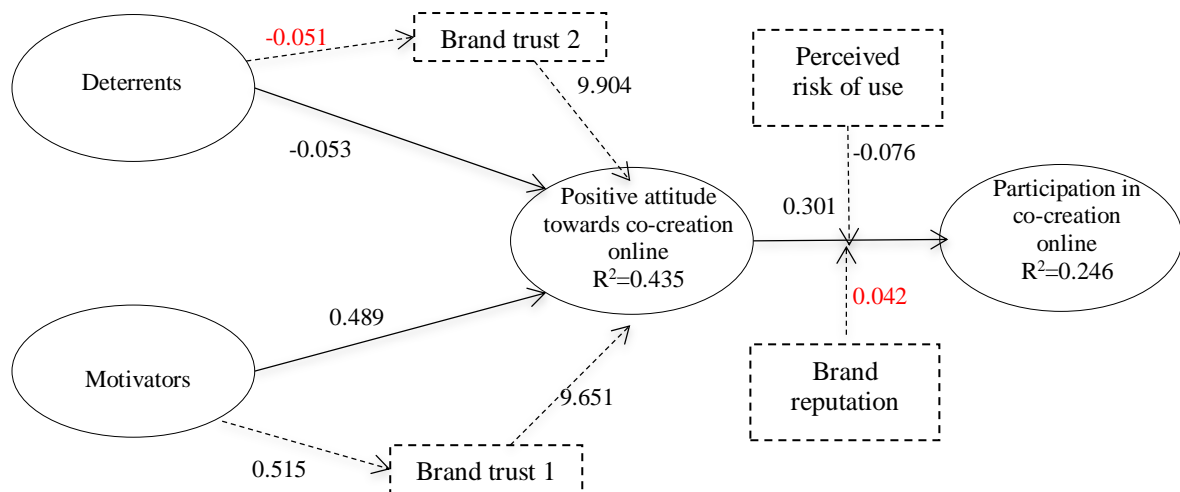 -0.051
Brand trust 2
Perceived
risk of use
Deterrents
9.904
-0.053
-0.076
Positive attitude
towards co-creation
online
R²=0.435
0.301
Participation in
co-creation
online
R²=0.246
0.489
0.042
Motivators
9.651
Brand
reputation
0.515
Brand trust 1